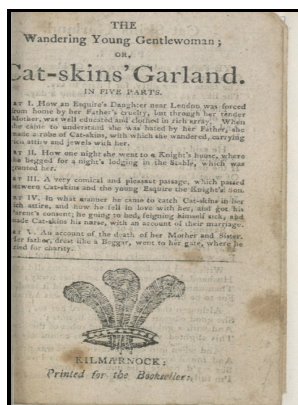 THE
Wandering Young Gentlewoman;
OR,
Cat-skins' Garland.
IN FIVE PARTS.
I. How an Esquire's Daughter near London was forced
from home by her Father's cruelty, but through her tender
Mother, was well educated and clothed in rich array. When
she came to understand she was hated by her Father, she
made a robe of Cat-skins, with which she wandered, carrying
rich attire and jewels with her.
II. How one night she went to a Knight's house, where
she begged for a night's lodging in the Stable, which was
granted her.
III. A very comical and pleasant passage, which passed
between Cat-skins and the young Esquire the Knight's son.
IV. In what manner he came to catch Cat-skins in her
rich attire, and how he fell in love with her, and got his
parent's consent; he going to bed, feigning himself sick, and
made Cat-skins his nurse, with an account of their marriage.
V. An account of the death of her Mother and Sister.
Her father, drest like a Beggar, went to her gate, where he
cried for charity.
KILMARNOCK:
Printed for the Booksellers.